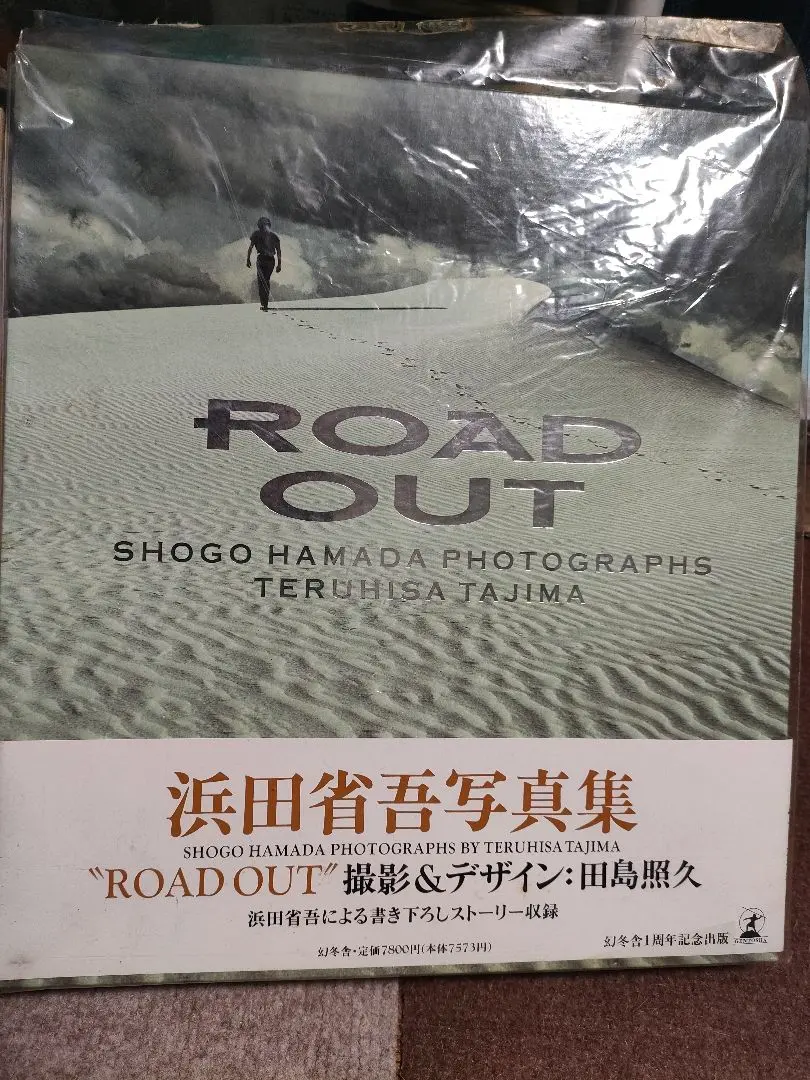 ROAD
OUT
SHOGO HAMADA PHOTOGRAPHS
TERUHISA TAJIMA
浜田省吾写真集
SHOGO HAMADA PHOTOGRAPHS BY TERUHISA TAJIMA
"ROAD OUT" 撮影&デザイン:田島照久
浜田省吾による書き下ろしストーリー収録
幻冬舎・定価7800円(本体7573円)
幻冬舎1周年記念出版
GENTOSHA